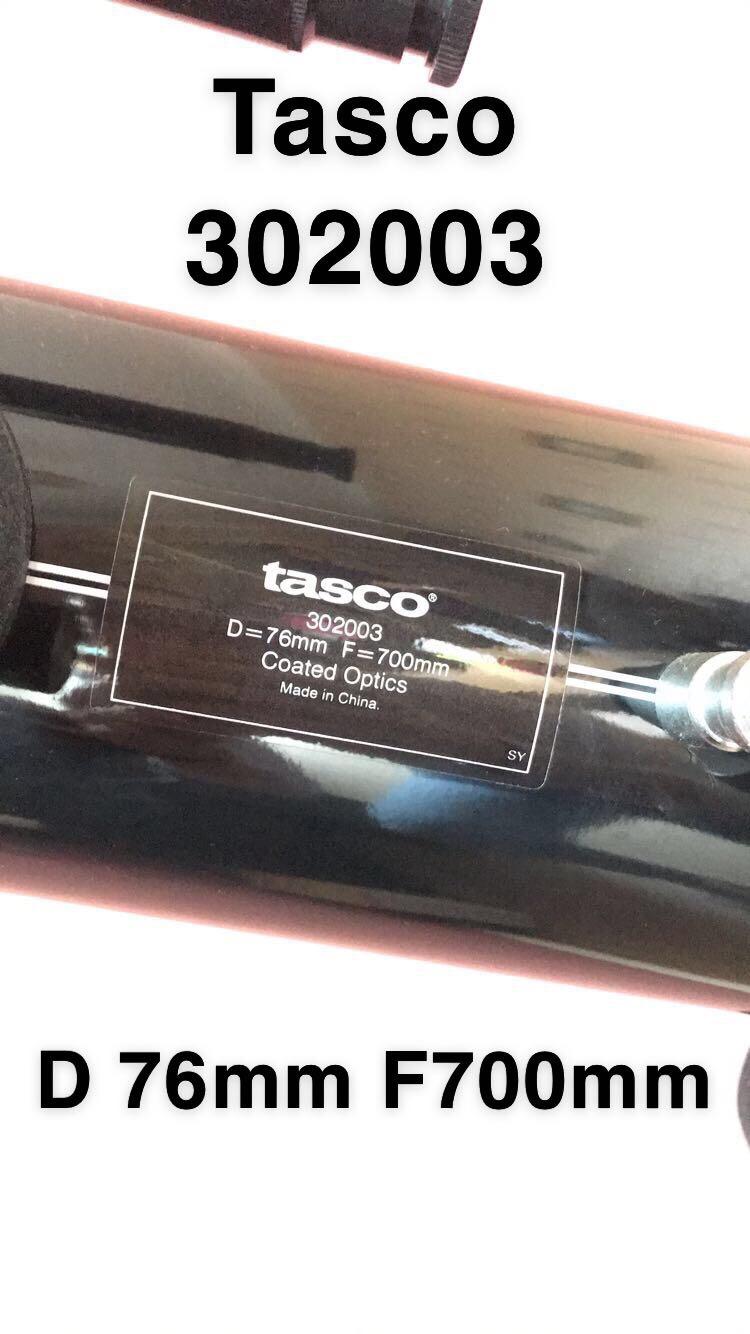 Tasco
302003
tasco®
302003
D=76mm F=700mm
Coated Optics
Made in China.
SY
D 76mm F700mm